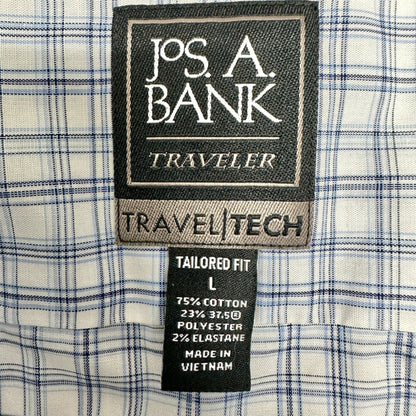 JOS. A.
BANK
TRAVELER
TRAVEL|TECH
TAILORED FIT
L
75% COTTON
23% 37.5®
POLYESTER
2% ELASTANE
MADE IN
VIETNAM